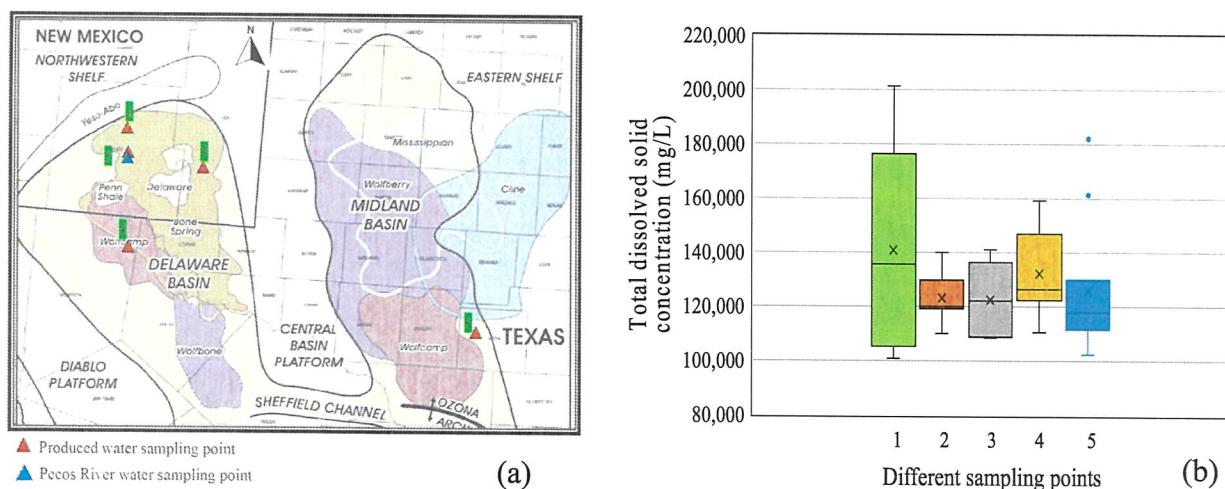 NEW MEXICO
NORTHWESTERN
SHELF
N
EASTERN SHELF
Yeso-Abo
Mississippian
Penn
Shale
Delaware
Wolfberry
Cline
MIDLAND
BASIN
Bone
Spring
Wolfcamp
DELAWARE
BASIN
TEXAS
CENTRAL
BASIN
PLATFORM
Wolfbone
Wolfcamp
DIABLO
PLATFORM
SHEFFIELD CHANNEL
OZONA
ARCH
Produced water sampling point
Pecos River water sampling point
(a)
Total dissolved solid
concentration (mg/L)
220,000
200,000
180,000
160,000
140,000
120,000
100,000
80,000
1 2 3 4 5
Different sampling points
(b)